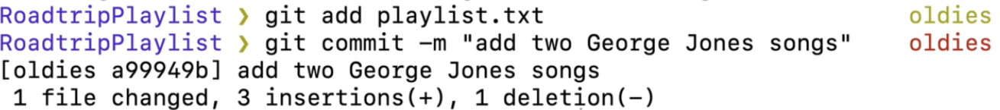 RoadtripPlaylist ❯ git add playlist.txt oldies
RoadtripPlaylist ❯ git commit -m "add two George Jones songs" oldies
[oldies a99949b] add two George Jones songs
1 file changed, 3 insertions(+), 1 deletion(-)